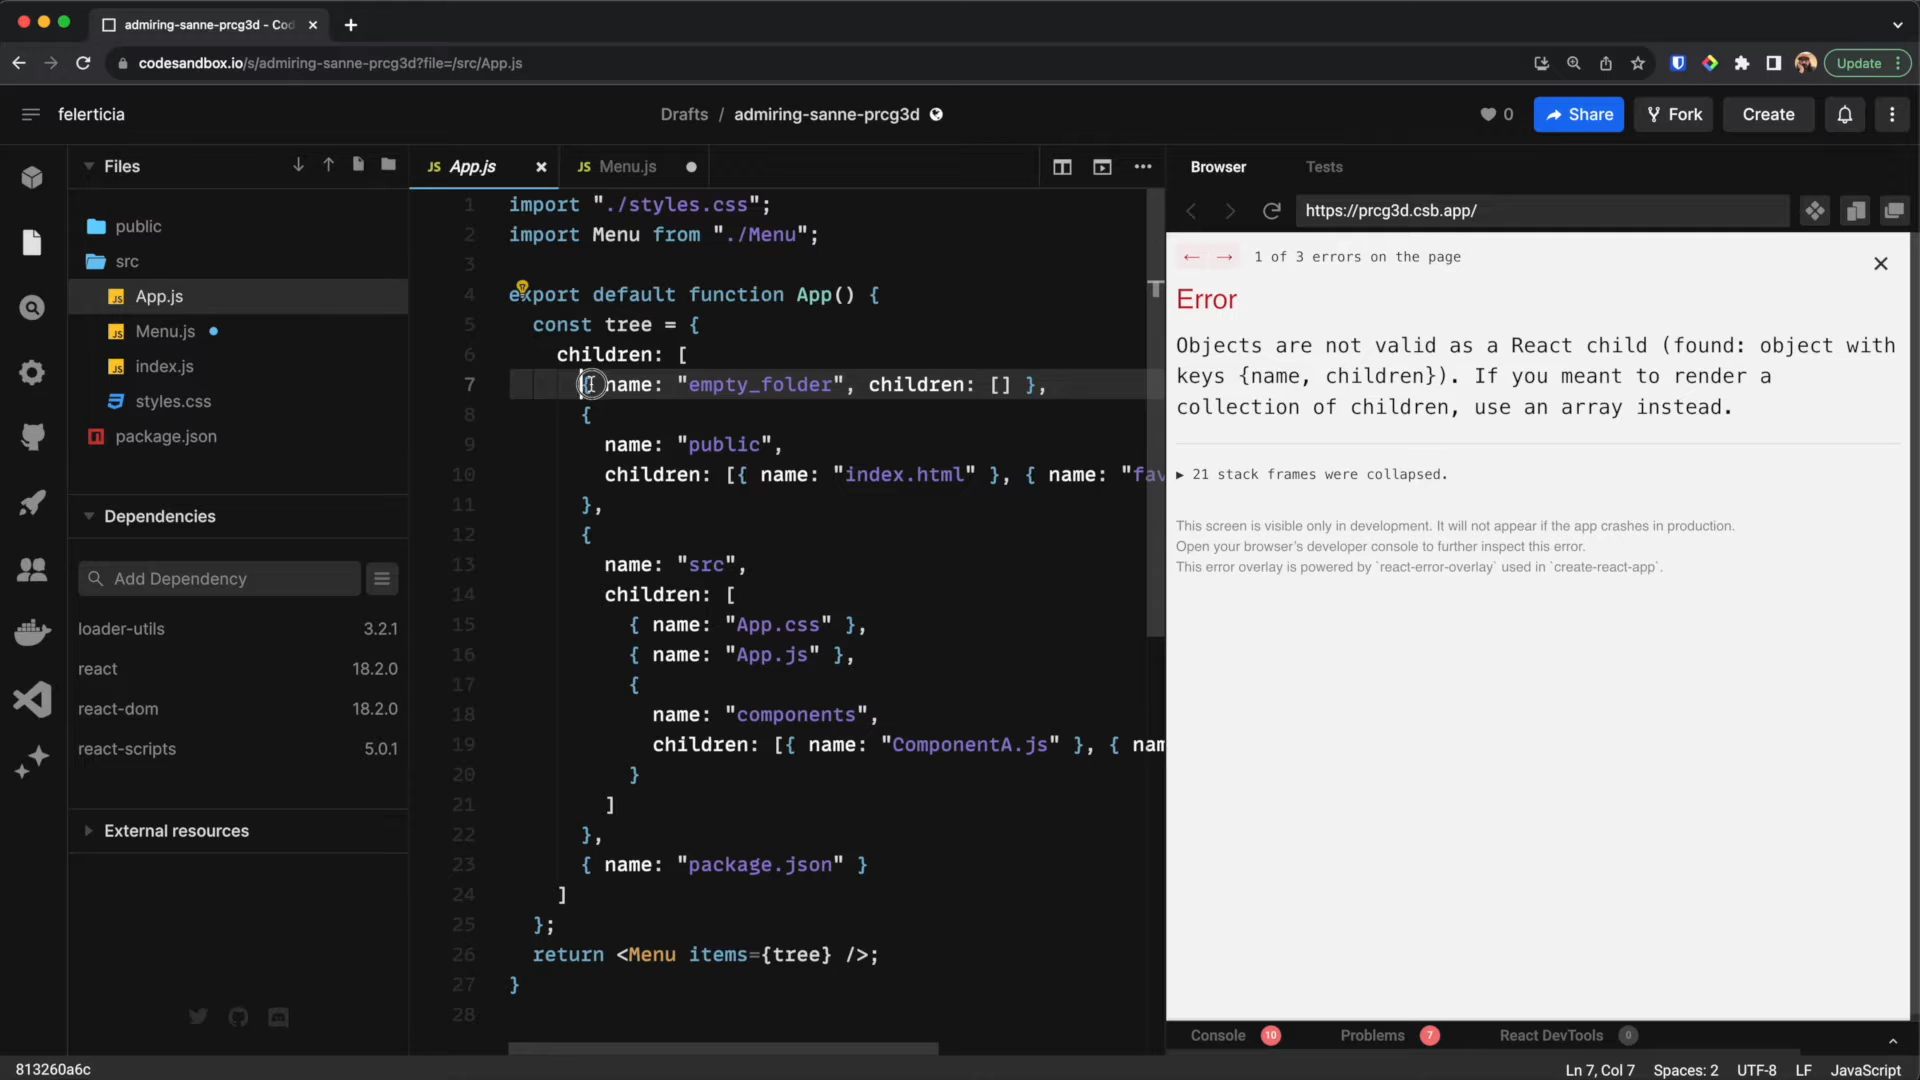 admiring-sanne-prcg3d - Cod
codesandbox.io/s/admiring-sanne-prcg3d?file=/src/App.js
Update
felerticia
Drafts / admiring-sanne-prcg3d
0
Share
Fork
Create
Files
public
src
JS App.js
JS Menu.js
JS index.js
styles.css
package.json
Dependencies
Add Dependency
loader-utils 3.2.1
react 18.2.0
react-dom 18.2.0
react-scripts 5.0.1
External resources
JS App.js
JS Menu.js
1 import "./styles.css";
2 import Menu from "./Menu";
3
4 export default function App() {
5 const tree = {
6 children: [
7 { name: "empty_folder", children: [] },
8 {
9 name: "public",
10 children: [{ name: "index.html" }, { name: "fav
11 },
12 {
13 name: "src",
14 children: [
15 { name: "App.css" },
16 { name: "App.js" },
17 {
18 name: "components",
19 children: [{ name: "ComponentA.js" }, { nam
20 }
21 ]
22 },
23 { name: "package.json" }
24 ]
25 };
26 return <Menu items={tree} />;
27 }
28
Browser
Tests
https://prcg3d.csb.app/
← → 1 of 3 errors on the page
Error
Objects are not valid as a React child (found: object with
keys {name, children}). If you meant to render a
collection of children, use an array instead.
▶ 21 stack frames were collapsed.
This screen is visible only in development. It will not appear if the app crashes in production.
Open your browser's developer console to further inspect this error.
This error overlay is powered by `react-error-overlay` used in `create-react-app`.
Console 10
Problems 7
React DevTools 0
813260a6c
Ln 7, Col 7
Spaces: 2
UTF-8
LF
JavaScript